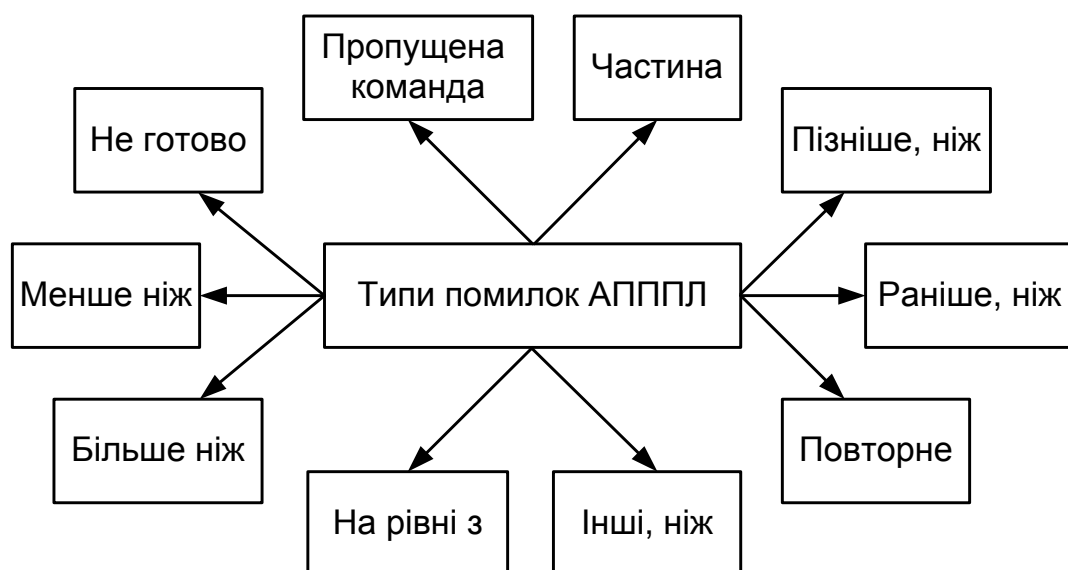 Пропущена
команда
Частина
Не готово
Пізніше, ніж
Менше ніж
Типи помилок АПППЛ
Раніше, ніж
Більше ніж
Повторне
На рівні з
Інші, ніж